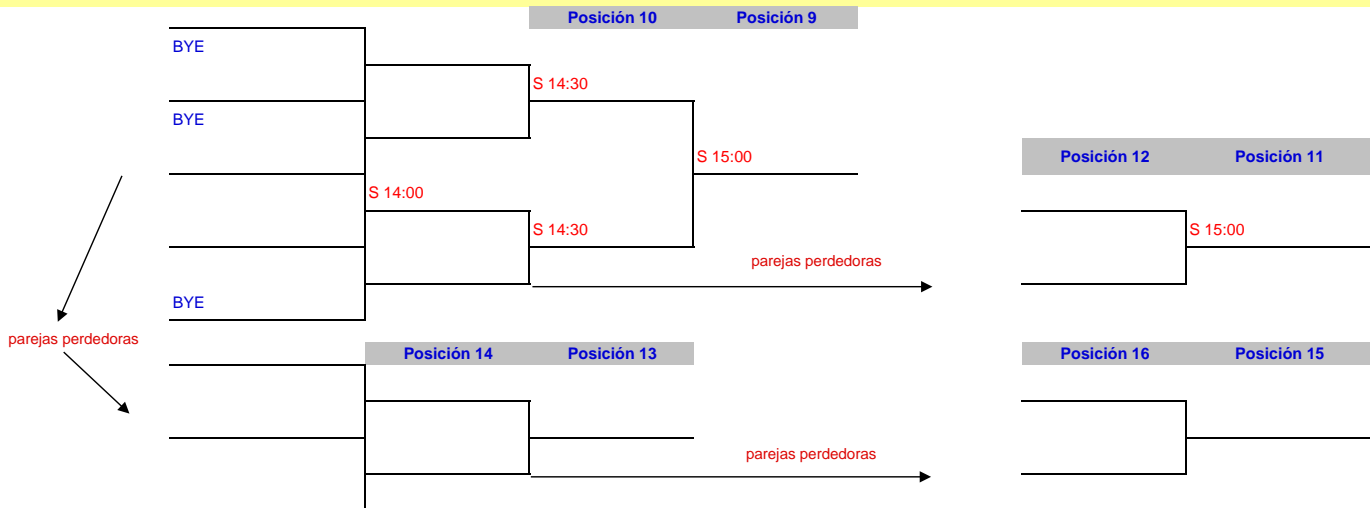 Posición 10 Posición 9
BYE
S 14:30
BYE
S 15:00
Posición 12 Posición 11
S 14:00
S 14:30
S 15:00
parejas perdedoras
BYE
parejas perdedoras
Posición 14 Posición 13
Posición 16 Posición 15
parejas perdedoras